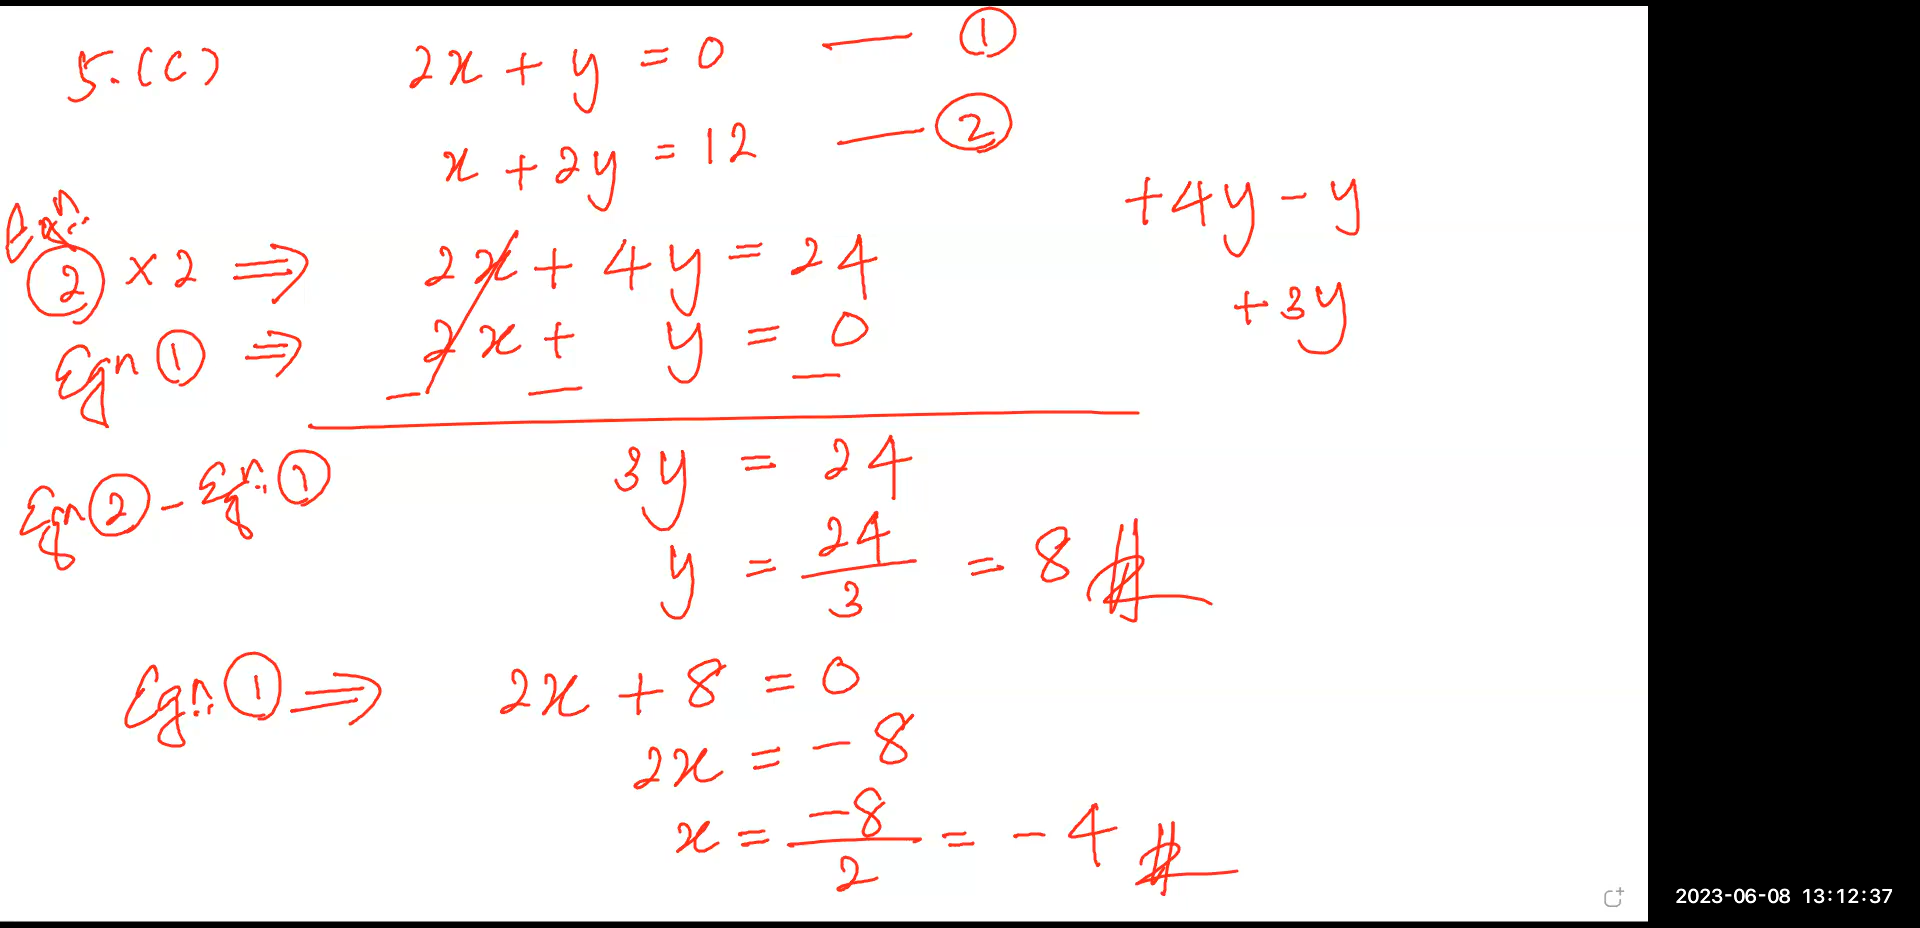 5.(c) 2x + y = 0 — ①
x + 2y = 12 — ②
Eqn.
② × 2 ⇒ 2x + 4y = 24
+4y - y
+3y
Eqn ① ⇒ 2x + y = 0
— — —
Eqn ② - Eqn. ① 3y = 24
y = 24/3 = 8
Eqn. ① ⇒ 2x + 8 = 0
2x = -8
x = -8/2 = -4
2023-06-08 13:12:37